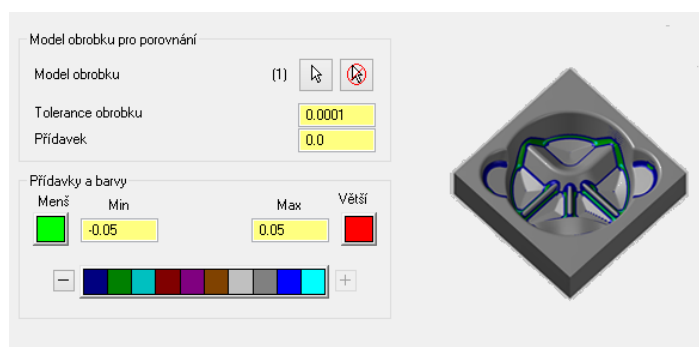 Model obrobku pro porovnání
Model obrobku (1)
Tolerance obrobku 0.0001
Přídavek 0.0
Přídavky a barvy
Menš Min Max Větší
-0.05 0.05
− +